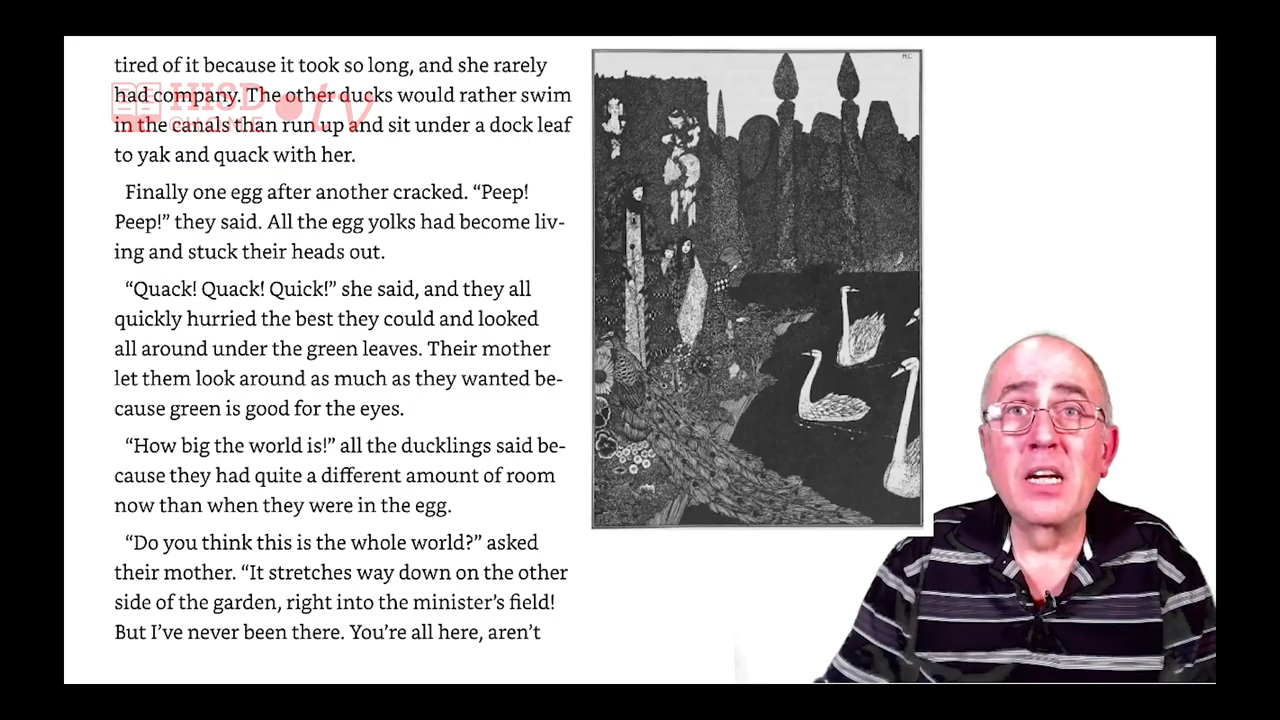 tired of it because it took so long, and she rarely
had company. The other ducks would rather swim
in the canals than run up and sit under a dock leaf
to yak and quack with her.
Finally one egg after another cracked. “Peep!
Peep!” they said. All the egg yolks had become liv-
ing and stuck their heads out.
“Quack! Quack! Quick!” she said, and they all
quickly hurried the best they could and looked
all around under the green leaves. Their mother
let them look around as much as they wanted be-
cause green is good for the eyes.
“How big the world is!” all the ducklings said be-
cause they had quite a different amount of room
now than when they were in the egg.
“Do you think this is the whole world?” asked
their mother. “It stretches way down on the other
side of the garden, right into the minister’s field!
But I’ve never been there. You’re all here, aren’t
HISD
@HOME
tv